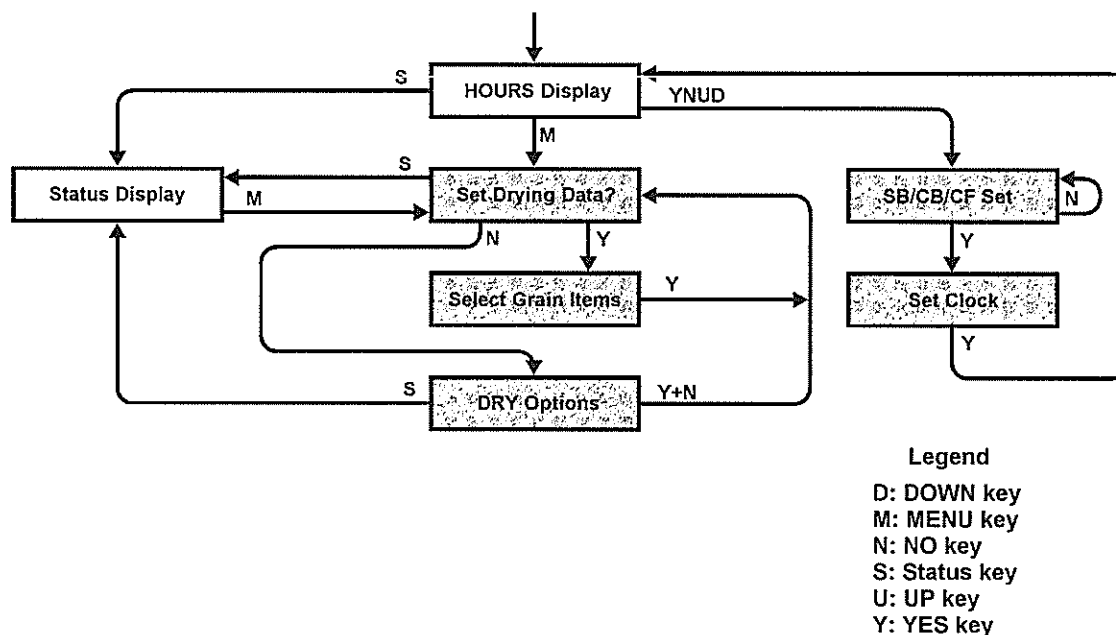 S
HOURS Display
YNUD
M
S
Status Display
M
Set Drying Data?
SB/CB/CF Set
N
N
Y
Y
Select Grain Items
Y
Set Clock
Y
S
DRY Options
Y+N
Legend
D: DOWN key
M: MENU key
N: NO key
S: Status key
U: UP key
Y: YES key